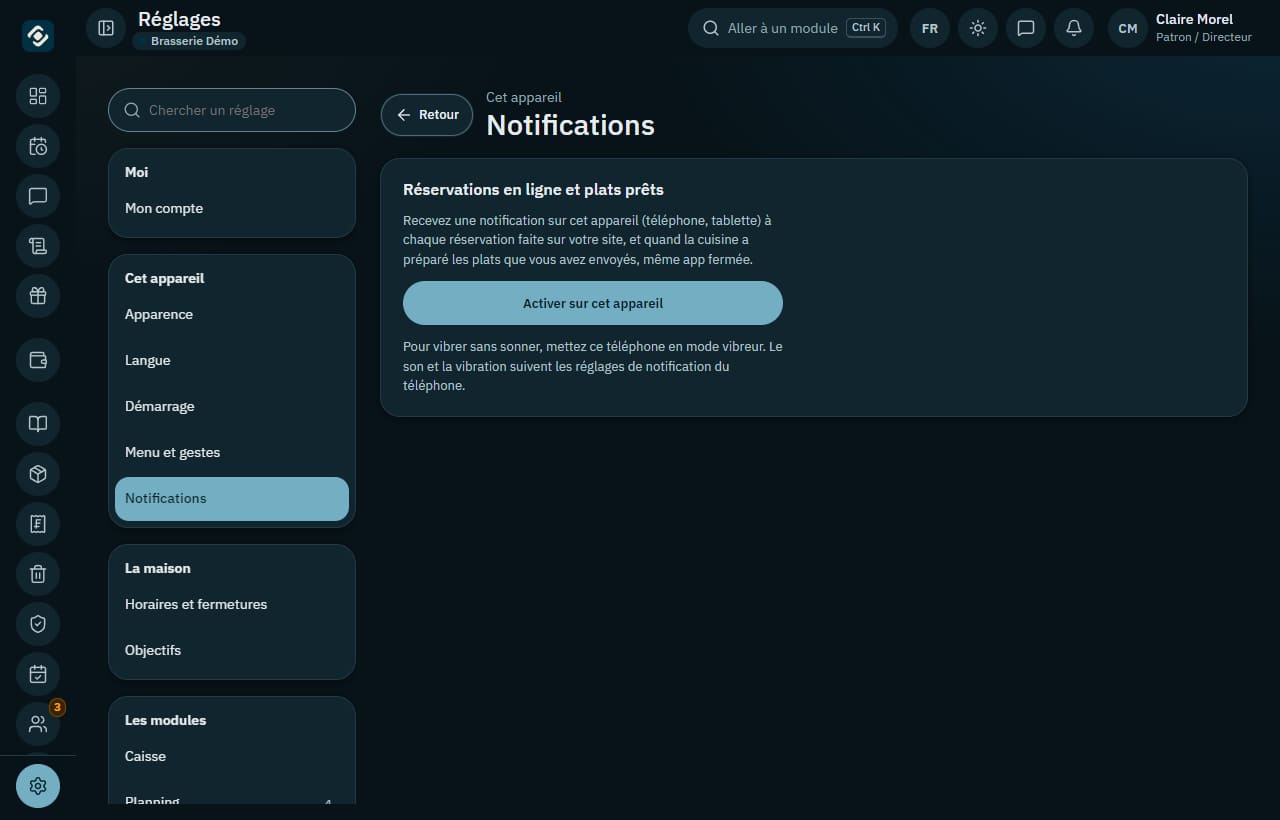 Réglages
Brasserie Démo
Aller à un module
Ctrl K
FR
CM
Claire Morel
Patron / Directeur
Chercher un réglage
Moi
Mon compte
Cet appareil
Apparence
Langue
Démarrage
Menu et gestes
Notifications
La maison
Horaires et fermetures
Objectifs
Les modules
Caisse
Planning
3
Retour
Cet appareil
Notifications
Réservations en ligne et plats prêts
Recevez une notification sur cet appareil (téléphone, tablette) à
chaque réservation faite sur votre site, et quand la cuisine a
préparé les plats que vous avez envoyés, même app fermée.
Activer sur cet appareil
Pour vibrer sans sonner, mettez ce téléphone en mode vibreur. Le
son et la vibration suivent les réglages de notification du
téléphone.